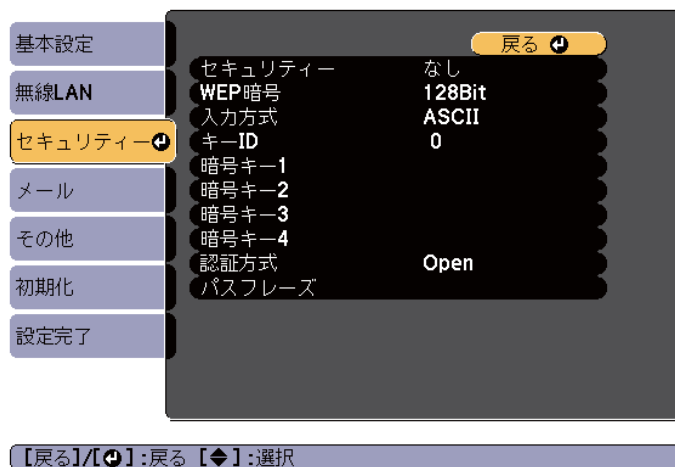 基本設定
無線LAN
セキュリティー
メール
その他
初期化
設定完了
戻る
セキュリティー なし
WEP暗号 128Bit
入力方式 ASCII
キーID 0
暗号キー1
暗号キー2
暗号キー3
暗号キー4
認証方式 Open
パスフレーズ
【戻る】/【⏎】:戻る 【◆】:選択